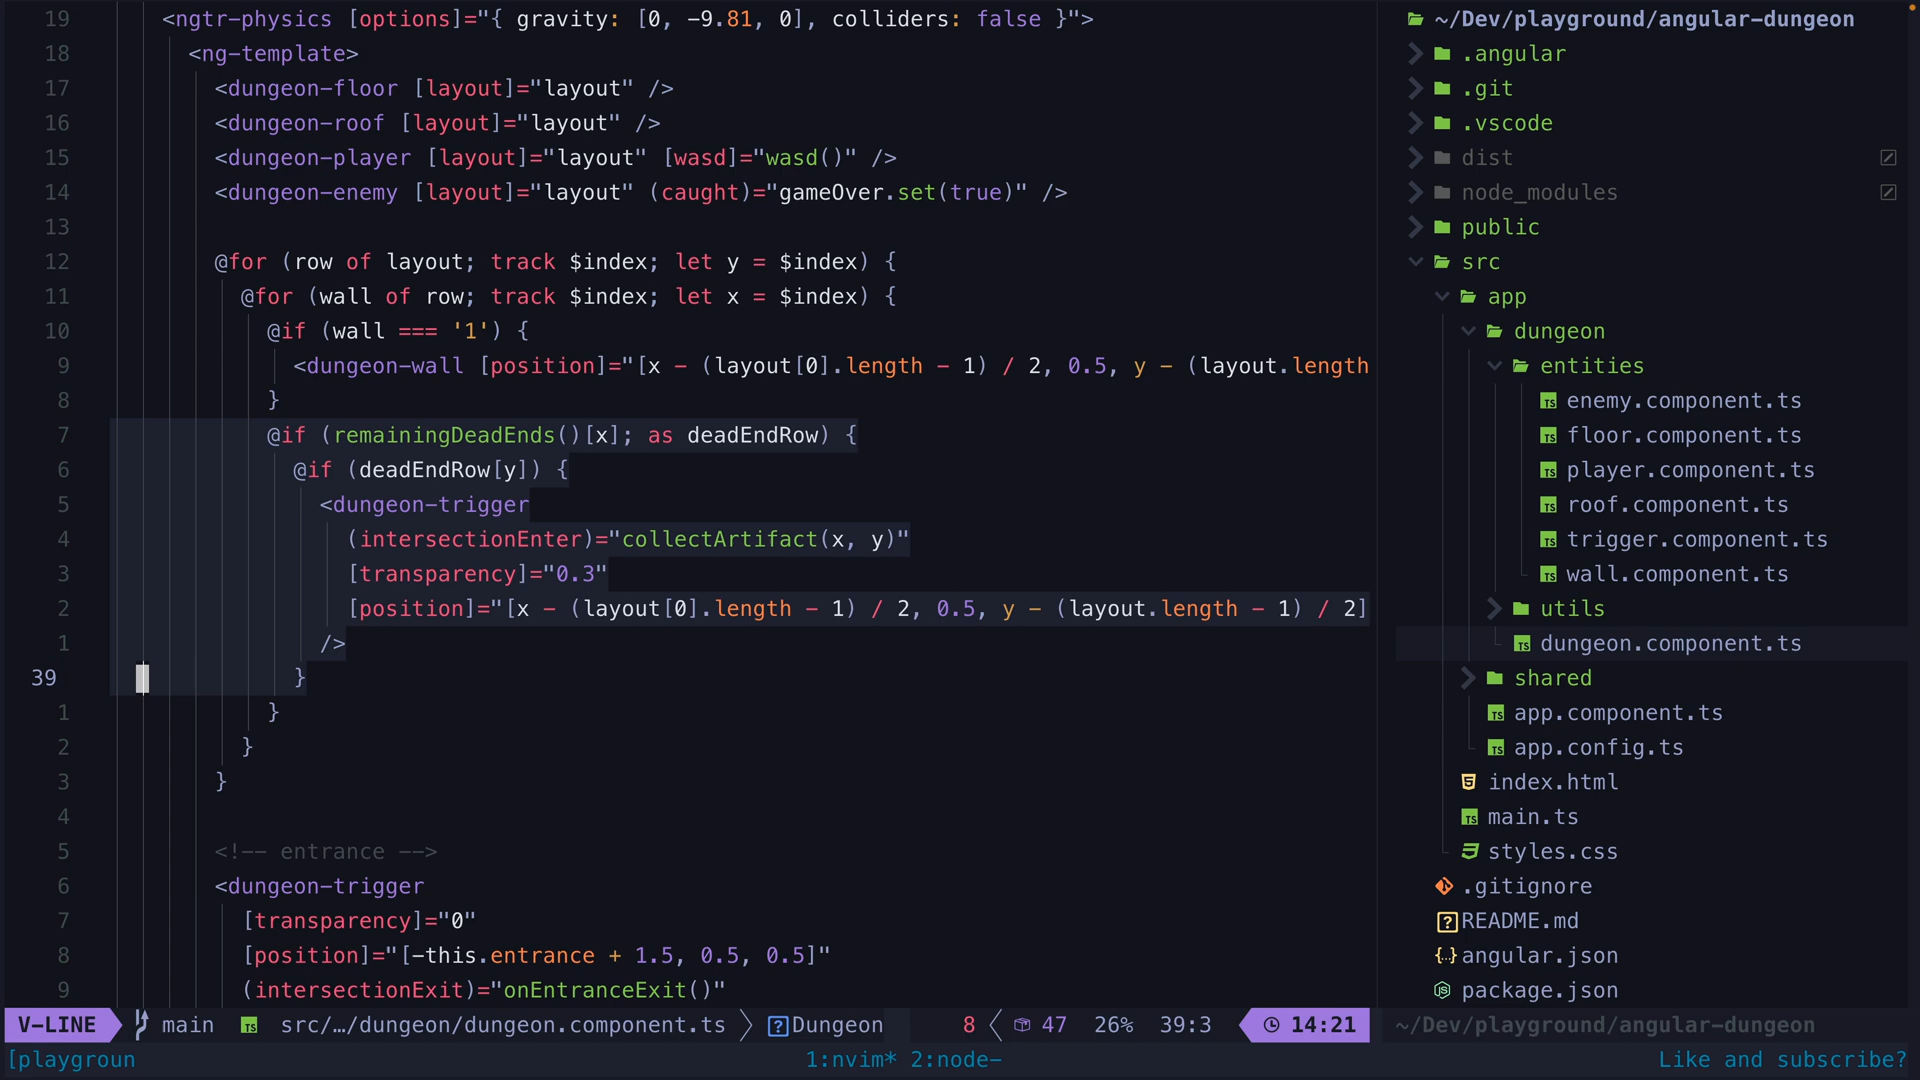 19 <ngtr-physics [options]="{ gravity: [0, -9.81, 0], colliders: false }">
18 <ng-template>
17 <dungeon-floor [layout]="layout" />
16 <dungeon-roof [layout]="layout" />
15 <dungeon-player [layout]="layout" [wasd]="wasd()" />
14 <dungeon-enemy [layout]="layout" (caught)="gameOver.set(true)" />
13
12 @for (row of layout; track $index; let y = $index) {
11 @for (wall of row; track $index; let x = $index) {
10 @if (wall === '1') {
9 <dungeon-wall [position]="[x - (layout[0].length - 1) / 2, 0.5, y - (layout.length
8 }
7 @if (remainingDeadEnds()[x]; as deadEndRow) {
6 @if (deadEndRow[y]) {
5 <dungeon-trigger
4 (intersectionEnter)="collectArtifact(x, y)"
3 [transparency]="0.3"
2 [position]="[x - (layout[0].length - 1) / 2, 0.5, y - (layout.length - 1) / 2]
1 />
39 }
1 }
2 }
3 }
4
5 <!-- entrance -->
6 <dungeon-trigger
7 [transparency]="0"
8 [position]="[-this.entrance + 1.5, 0.5, 0.5]"
9 (intersectionExit)="onEntranceExit()"
V-LINE main TS src/…/dungeon/dungeon.component.ts ? Dungeon 8 47 26% 39:3 14:21
[playgroun 1:nvim* 2:node- Like and subscribe?
~/Dev/playground/angular-dungeon
.angular
.git
.vscode
dist
node_modules
public
src
app
dungeon
entities
TS enemy.component.ts
TS floor.component.ts
TS player.component.ts
TS roof.component.ts
TS trigger.component.ts
TS wall.component.ts
utils
TS dungeon.component.ts
shared
TS app.component.ts
TS app.config.ts
index.html
TS main.ts
styles.css
.gitignore
? README.md
{..} angular.json
package.json
~/Dev/playground/angular-dungeon